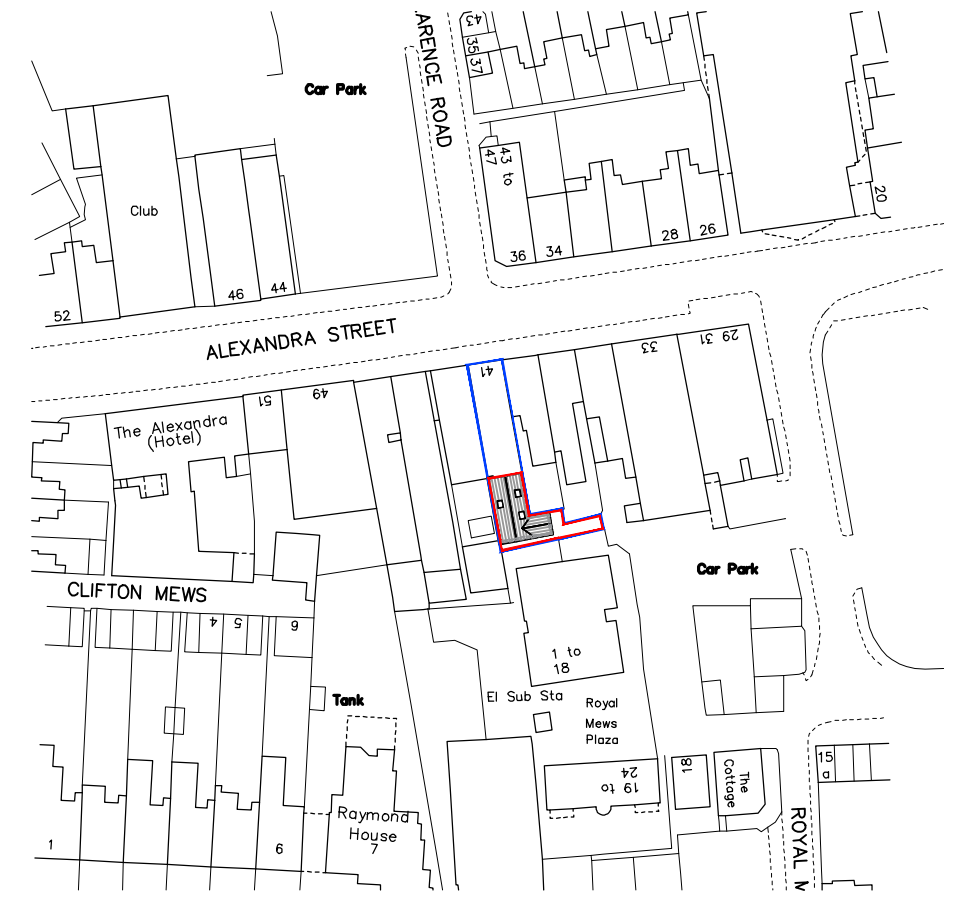 43
35
37
ARENCE ROAD
Car Park
43 to
47
Club
20
36
34
28
26
52
46
44
ALEXANDRA STREET
41
33
29
31
49
51
The Alexandra
(Hotel)
CLIFTON MEWS
4
5
6
Car Park
1 to
18
Tank
El Sub Sta
Royal
Mews
Plaza
19 to
24
18
The
Cottage
15
a
Raymond
House
7
1
6
ROYAL M